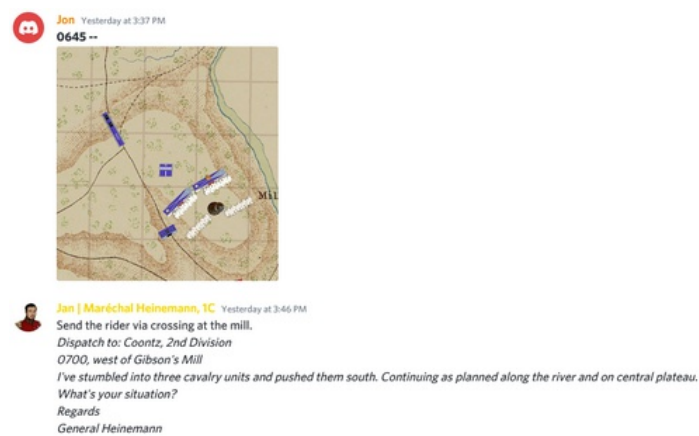 Jon Yesterday at 3:37 PM
0645 --
Mil
Jan | Maréchal Heinemann, 1C Yesterday at 3:46 PM
Send the rider via crossing at the mill.
Dispatch to: Coontz, 2nd Division
0700, west of Gibson's Mill
I've stumbled into three cavalry units and pushed them south. Continuing as planned along the river and on central plateau.
What's your situation?
Regards
General Heinemann